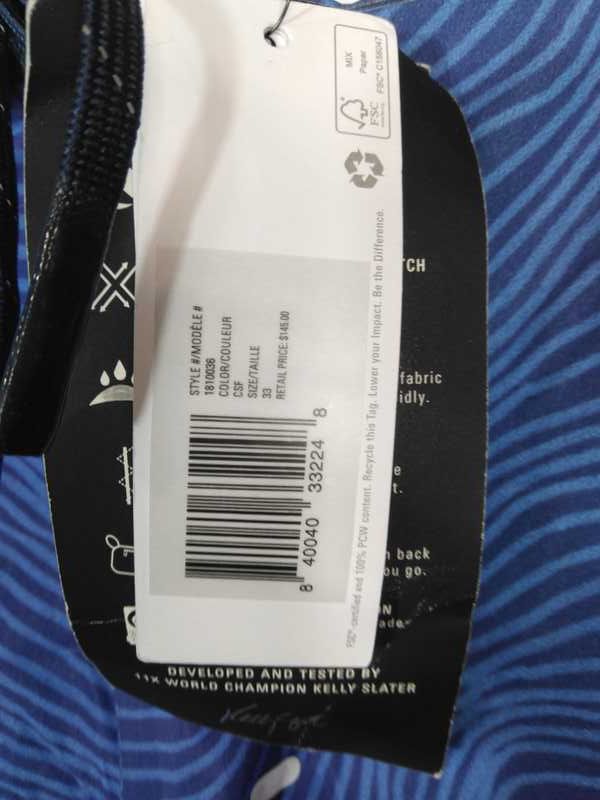 MIX
Paper
FSC® C156047
FSC
STYLE #/MODÈLE #
1810036
COLOR/COULEUR
CSF
SIZE/TAILLE
33
RETAIL PRICE: $145.00
8 40040 33224 8
FSC®-certified and 100% PCW content. Recycle this Tag. Lower your Impact. Be the Difference.
TCH
fabric
idly.
e
t.
back
ou go.
N
ade
DEVELOPED AND TESTED BY
11X WORLD CHAMPION KELLY SLATER